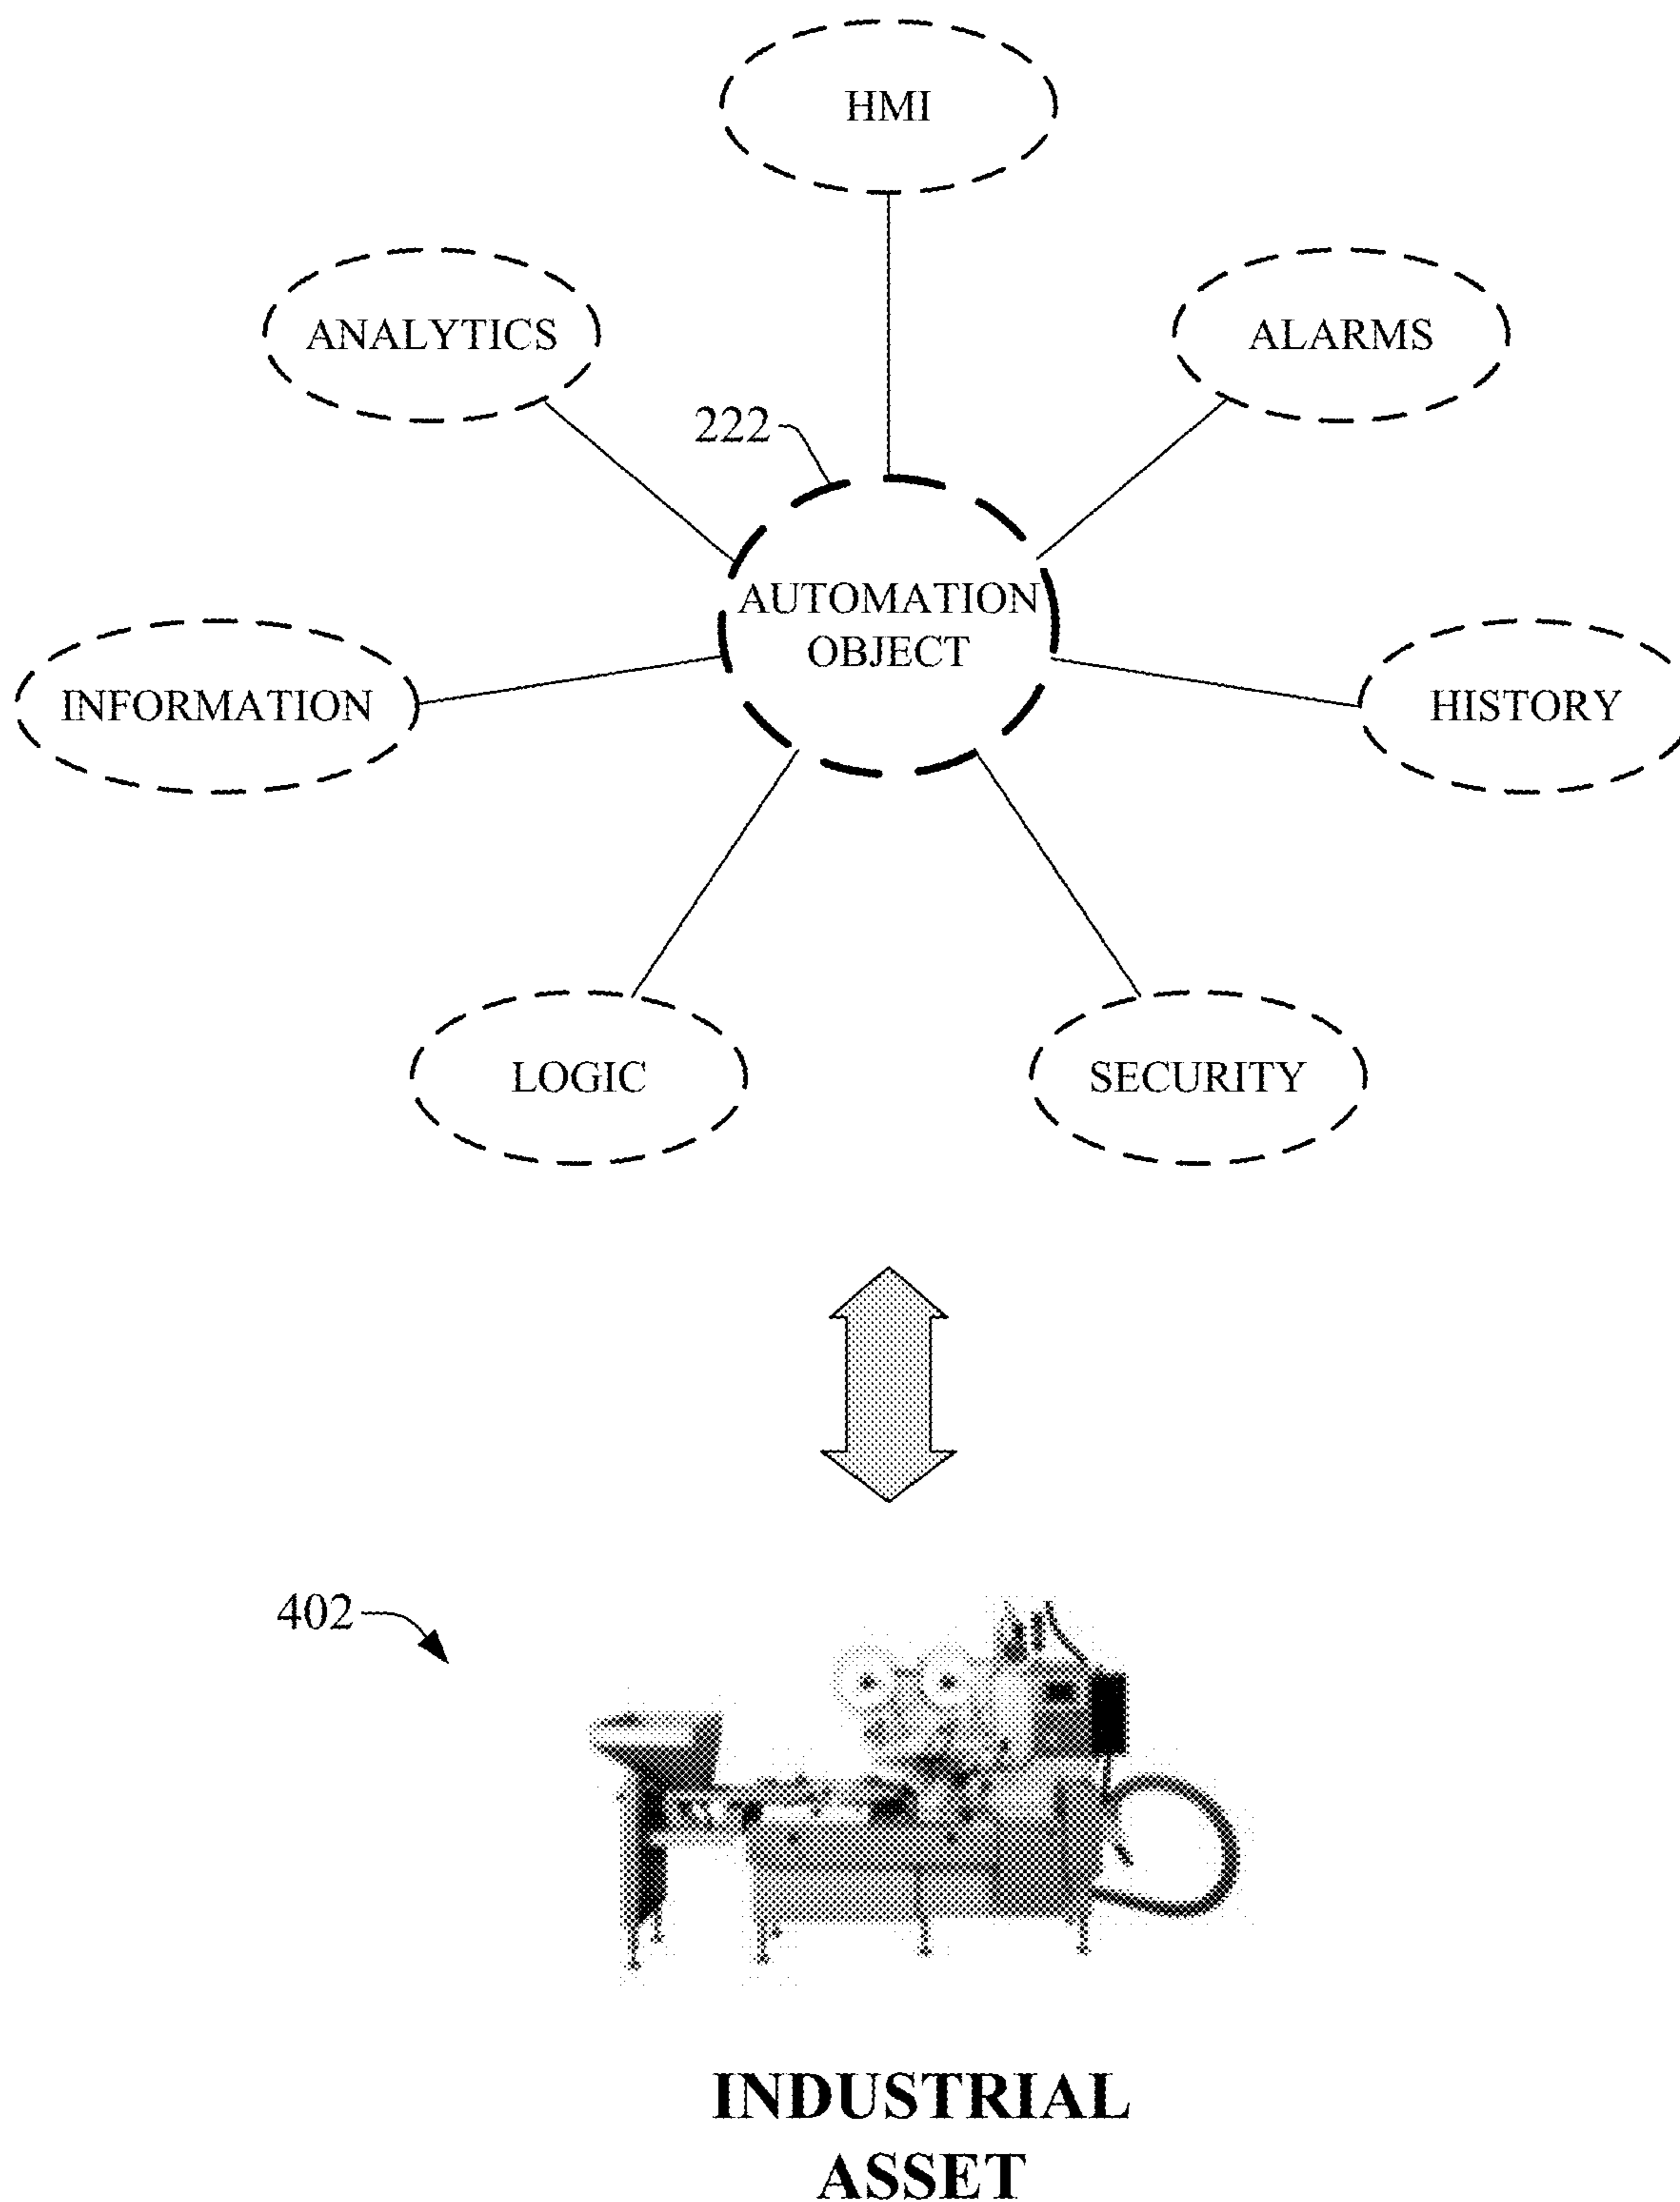 HMI
ANALYTICS
ALARMS
222
AUTOMATION
OBJECT
INFORMATION
HISTORY
LOGIC
SECURITY
402
INDUSTRIAL
ASSET